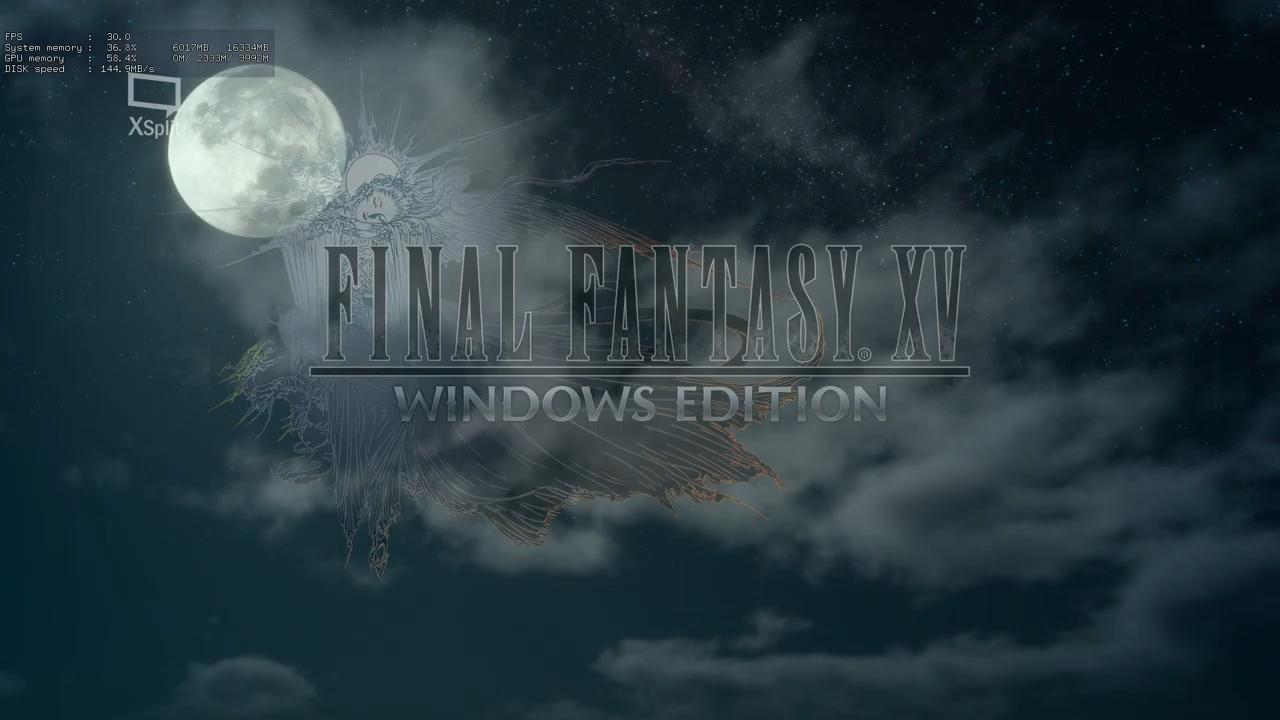 FPS : 30.0
System memory : 36.8% 6017MB/ 16334MB
GPU memory : 58.4% 0M/ 2333M/ 3992M
DISK speed : 144.9MB/s
XSplit
FINAL FANTASY® XV
WINDOWS EDITION